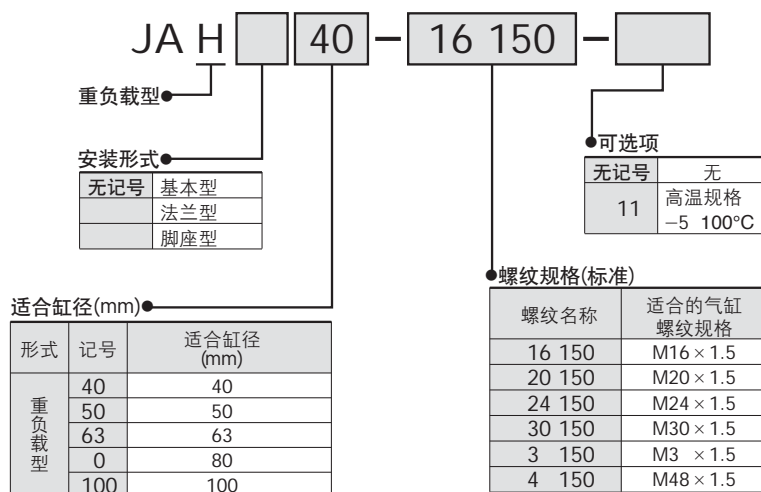 JA H 40 – 16 150 –
重负载型
安装形式
无记号 基本型
法兰型
脚座型
可选项
无记号 无
11 高温规格
–5 100°C
适合缸径(mm)
形式 记号 适合缸径
(mm)
重负载型
40 40
50 50
63 63
0 80
100 100
螺纹规格(标准)
螺纹名称 适合的气缸
螺纹规格
16 150 M16×1.5
20 150 M20×1.5
24 150 M24×1.5
30 150 M30×1.5
3 150 M3 ×1.5
4 150 M48×1.5